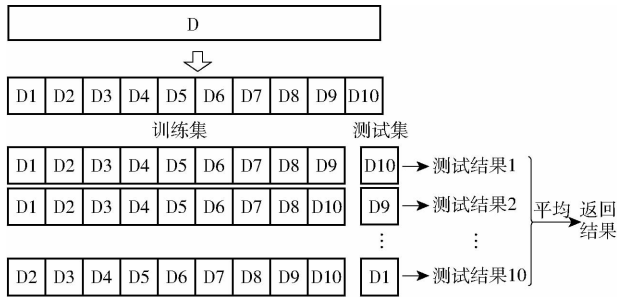 D
D1 D2 D3 D4 D5 D6 D7 D8 D9 D10
训练集 测试集
D1 D2 D3 D4 D5 D6 D7 D8 D9 D10 测试结果1
D1 D2 D3 D4 D5 D6 D7 D8 D10 D9 测试结果2
平均 返回
结果
⋮ ⋮
D2 D3 D4 D5 D6 D7 D8 D9 D10 D1 测试结果10